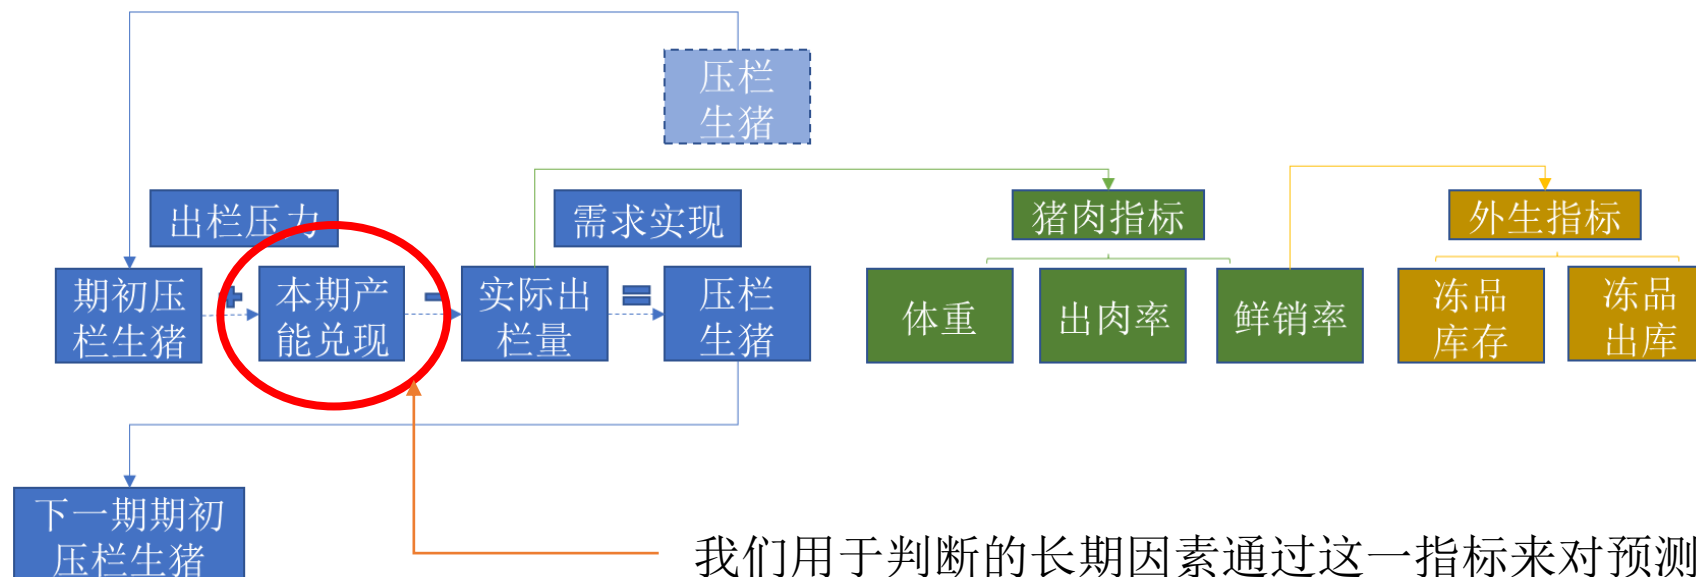 压栏
生猪
出栏压力
需求实现
猪肉指标
外生指标
期初压
栏生猪
+
本期产
能兑现
-
实际出
栏量
=
压栏
生猪
体重
出肉率
鲜销率
冻品
库存
冻品
出库
下一期期初
压栏生猪
我们用于判断的长期因素通过这一指标来对预测